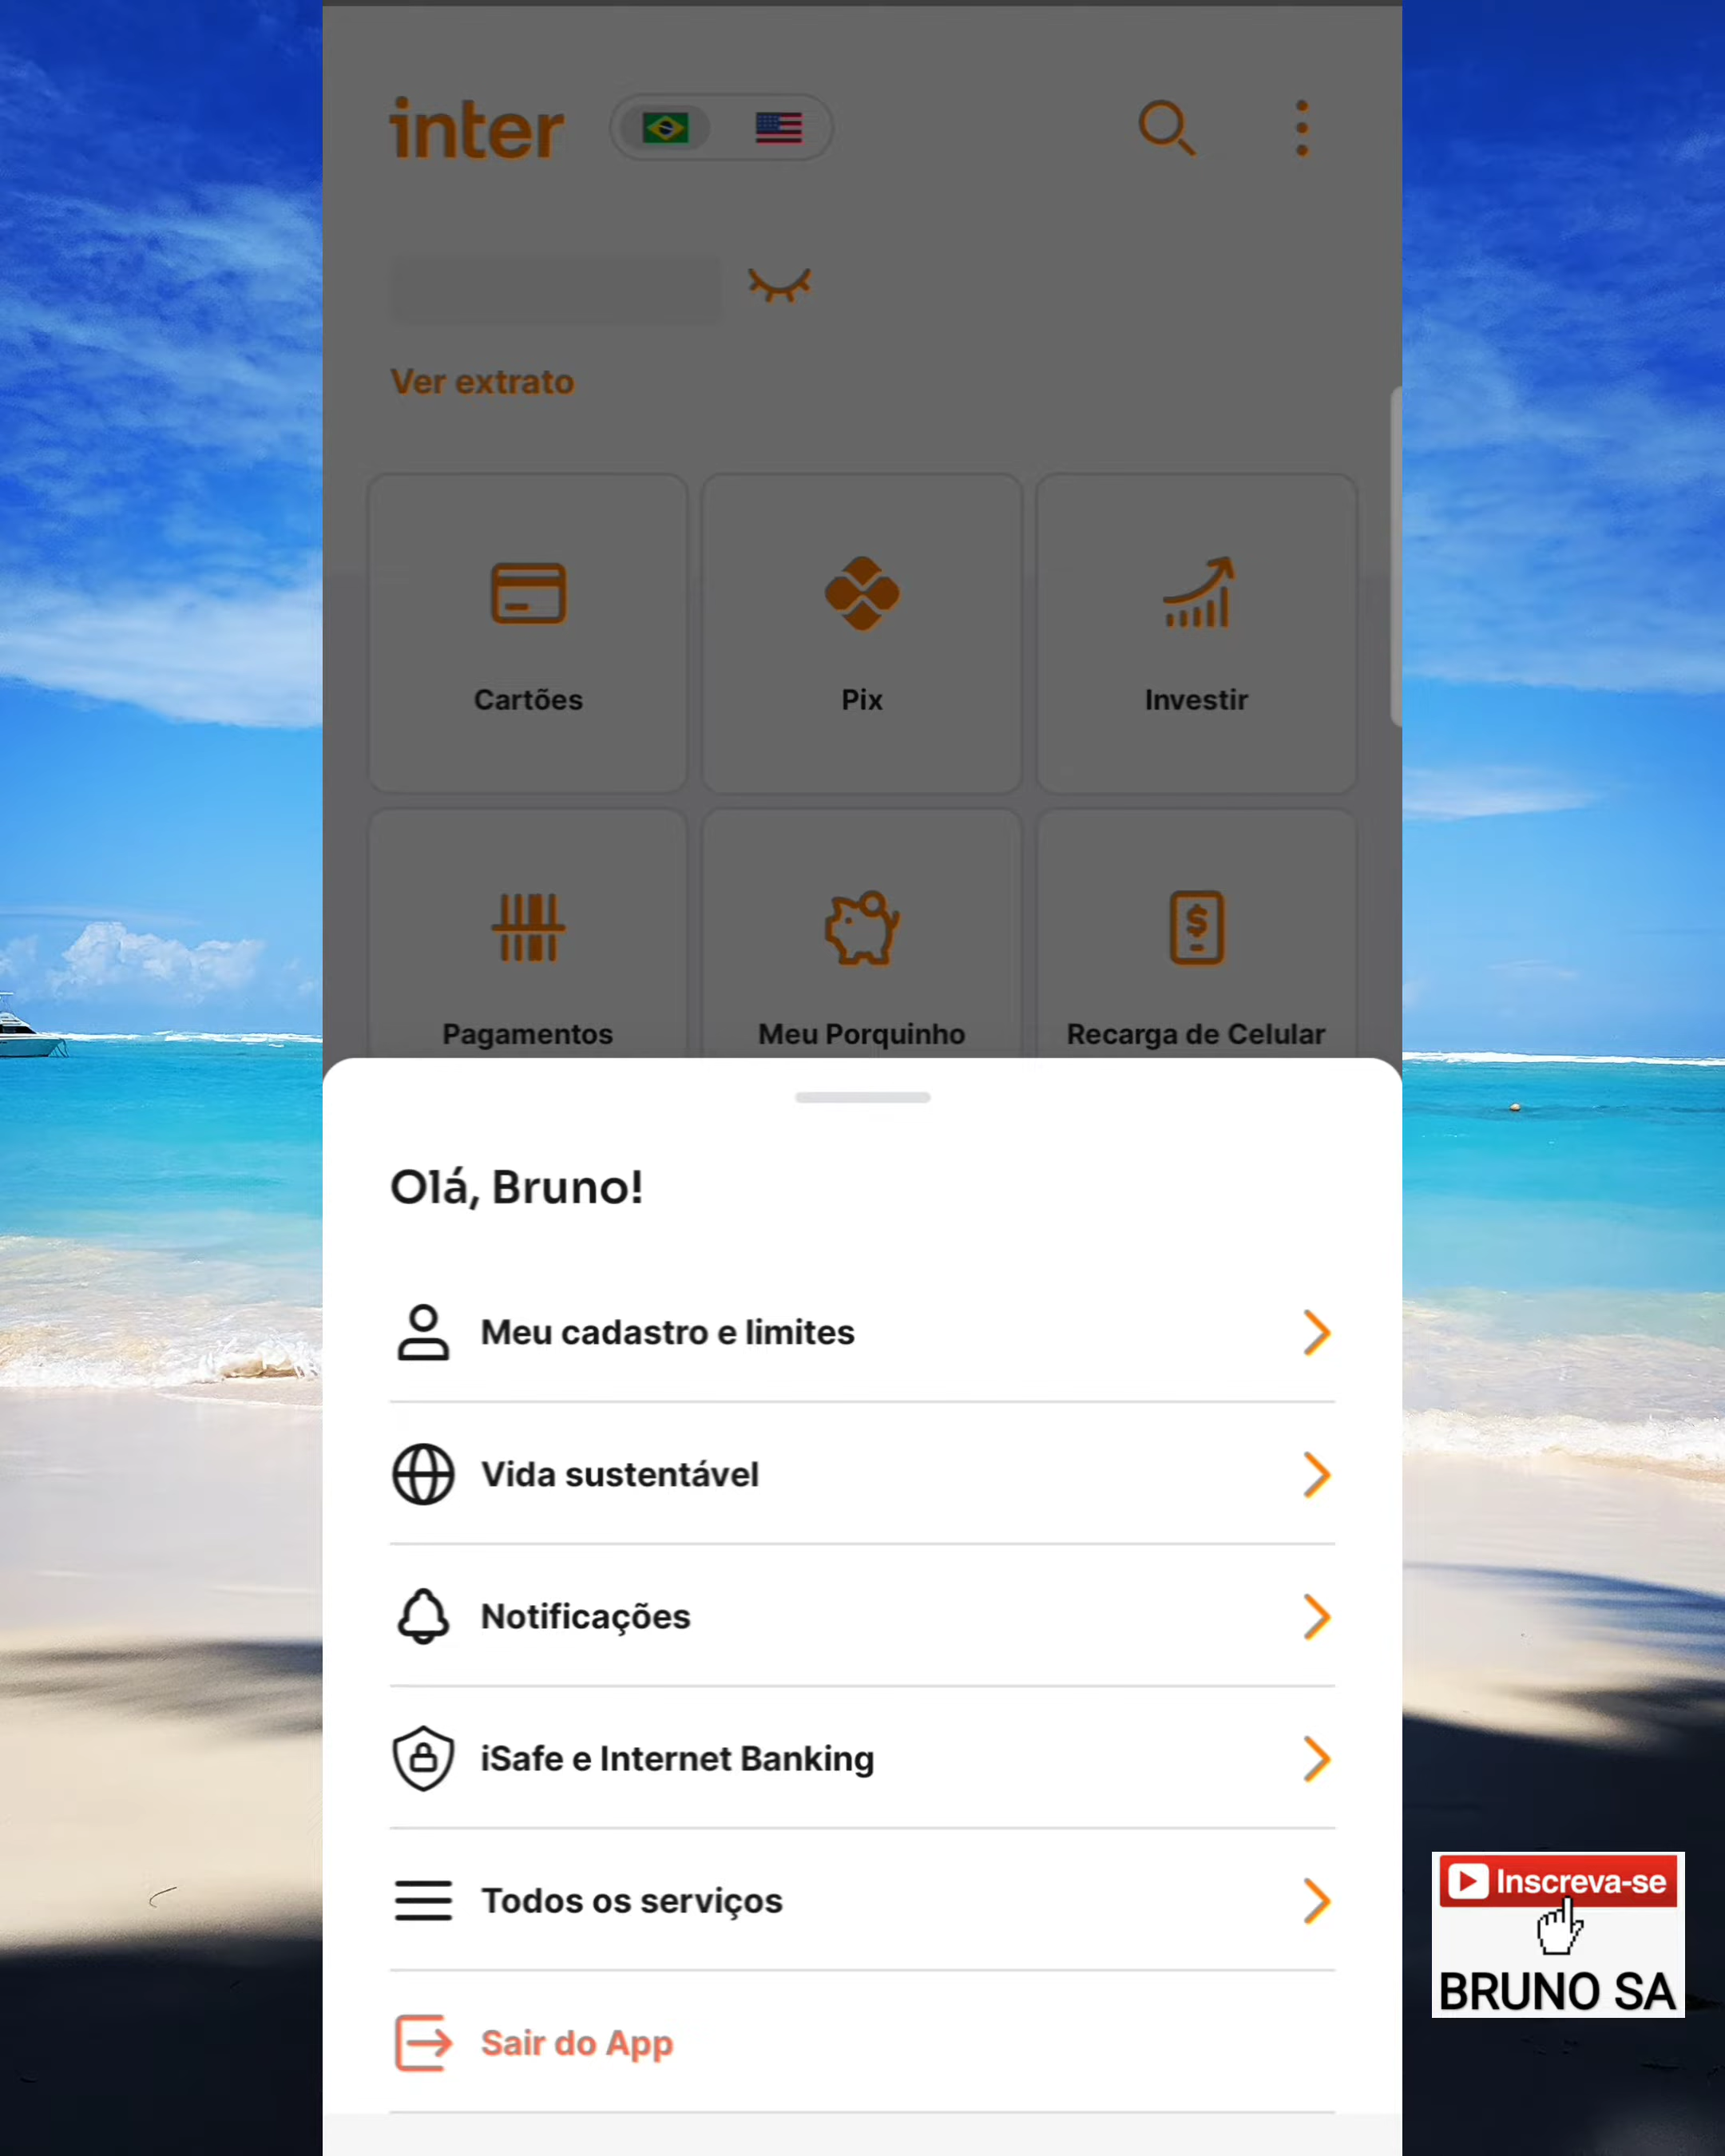 inter
Ver extrato
Cartões
Pix
Investir
Pagamentos
Meu Porquinho
Recarga de Celular
Olá, Bruno!
Meu cadastro e limites
Vida sustentável
Notificações
iSafe e Internet Banking
Todos os serviços
Sair do App
Inscreva-se
BRUNO SA